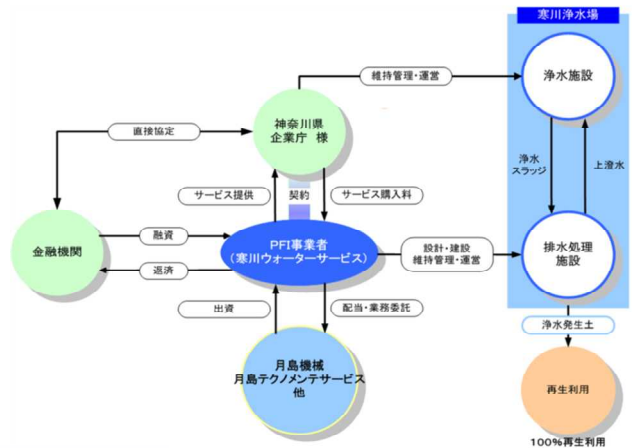 寒川浄水場
維持管理・運営
浄水施設
神奈川県
企業庁 様
直接協定
浄水
スラッジ
上澄水
サービス提供
契約
サービス購入料
金融機関
融資
返済
PFI事業者
(寒川ウォーターサービス)
設計・建設
維持管理・運営
排水処理
施設
出資
配当・業務委託
浄水発生土
月島機械
月島テクノメンテサービス
他
再生利用
100%再生利用